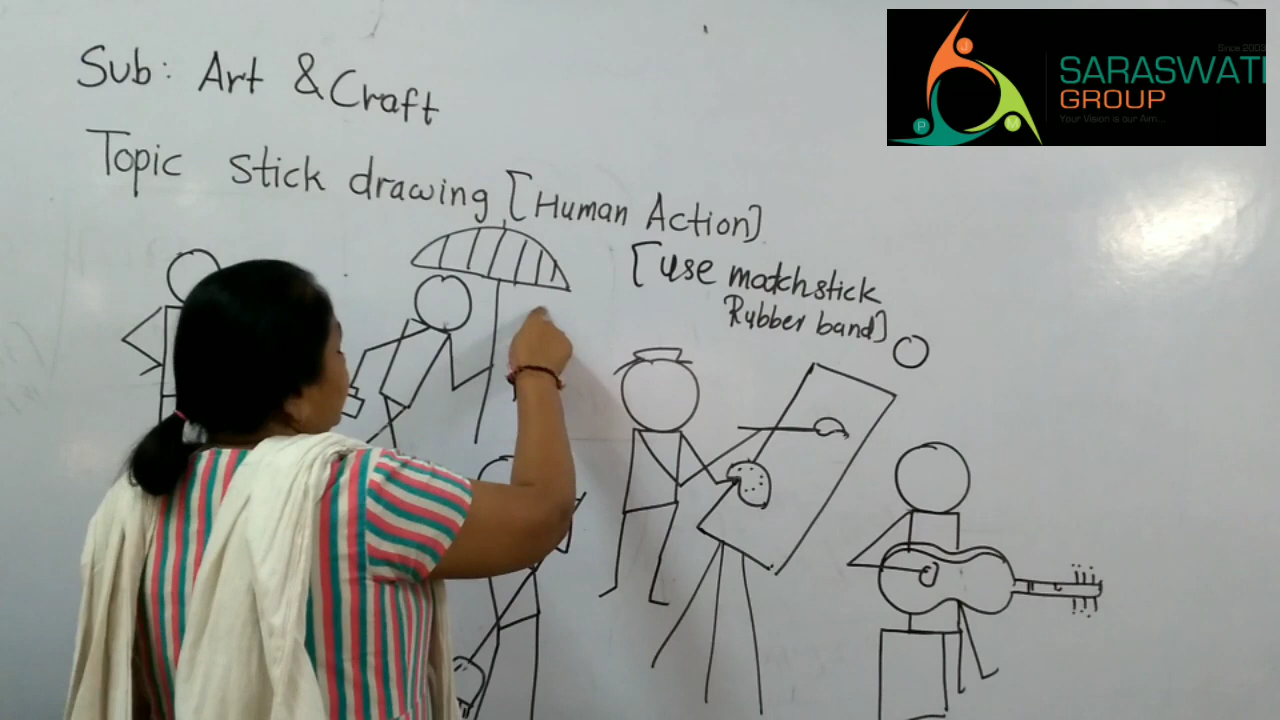 Sub: Art & Craft
Topic stick drawing [Human Action]
[use matchstick
Rubber band]
Since 2003
SARASWATI
GROUP
Your Vision is our Aim...
J
P
M